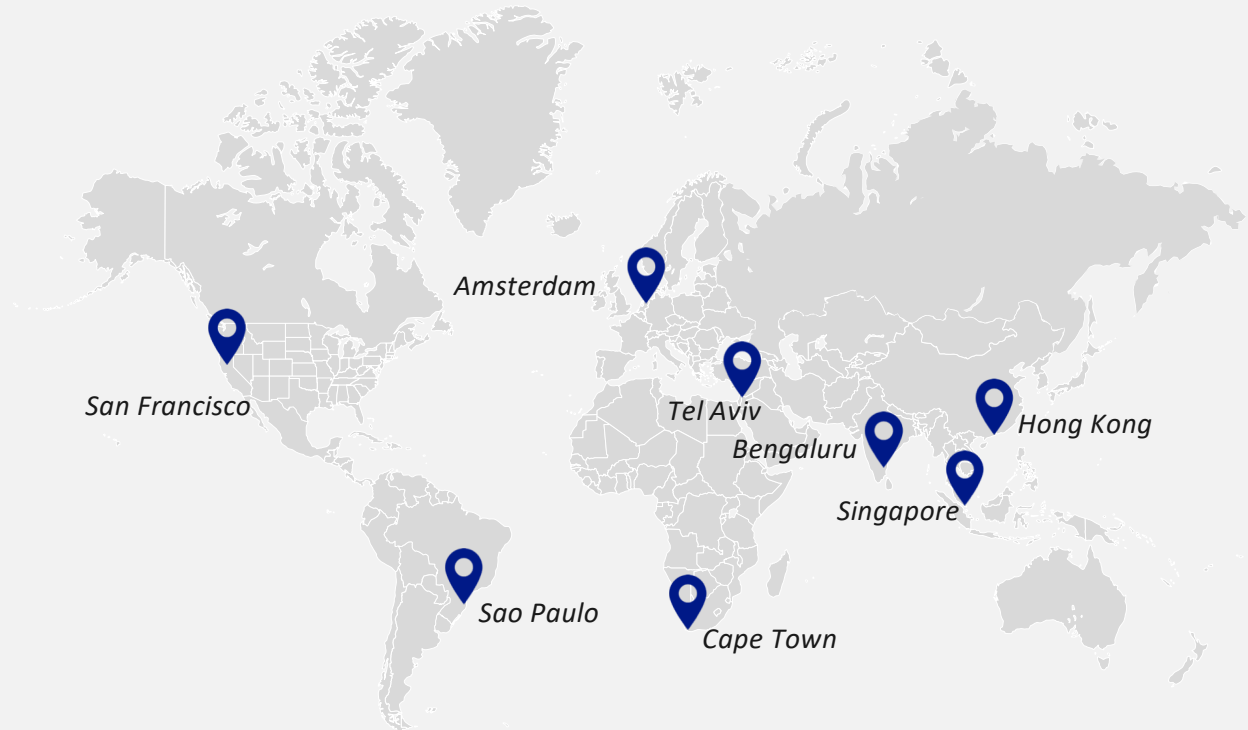 Amsterdam
San Francisco
Tel Aviv
Hong Kong
Bengaluru
Singapore
Sao Paulo
Cape Town